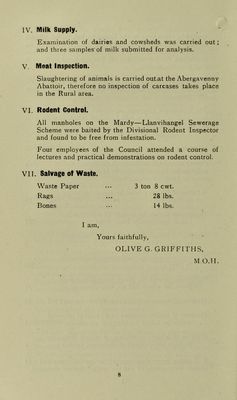 IV. Milk Supply.
Examination of dairies and cowsheds was carried out;
and three samples of milk submitted for analysis.
V. Meat Inspection.
Slaughtering of animals is carried out at the Abergavenny
Abattoir, therefore no inspection of carcases takes place
in the Rural area.
VI. Rodent Control.
All manholes on the Mardy—Llanvihangel Sewerage
Scheme were baited by the Divisional Rodent Inspector
and found to be free from infestation.
Four employees of the Council attended a course of
lectures and practical demonstrations on rodent control.
VII. Salvage of Waste.
Waste Paper ... 3 ton 8 cwt.
Rags ... 28 lbs.
Bones ... 14 lbs.
I am,
Yours faithfully,
OLIVE G. GRIFFITHS,
M.O.H.
8